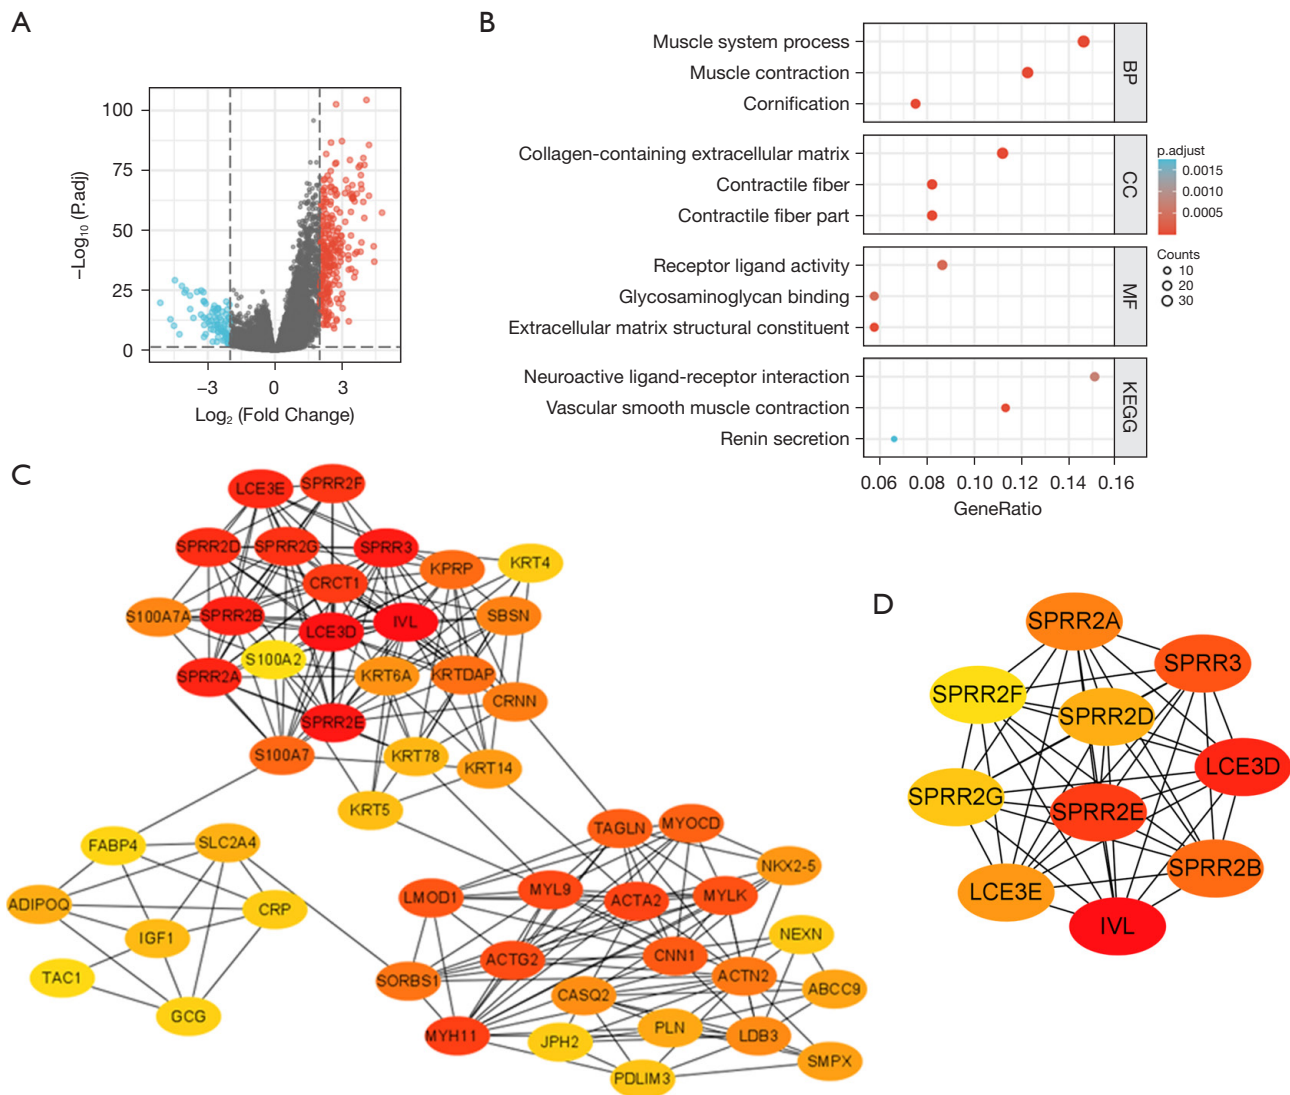 A
100
75
50
25
0
−Log₁₀ (P.adj)
−3
0
3
Log₂ (Fold Change)
B
Muscle system process
Muscle contraction
Cornification
BP
Collagen-containing extracellular matrix
Contractile fiber
Contractile fiber part
CC
Receptor ligand activity
Glycosaminoglycan binding
Extracellular matrix structural constituent
MF
Neuroactive ligand-receptor interaction
Vascular smooth muscle contraction
Renin secretion
KEGG
0.06 0.08 0.10 0.12 0.14 0.16
GeneRatio
p.adjust
0.0015
0.0010
0.0005
Counts
10
20
30
C
LCE3E
SPRR2F
SPRR2D
SPRR2G
SPRR3
KRT4
KPRP
CRCT1
S100A7A
SPRR2B
LCE3D
IVL
SBSN
S100A2
SPRR2A
KRT6A
KRTDAP
CRNN
SPRR2E
S100A7
KRT78
KRT14
KRT5
FABP4
SLC2A4
ADIPOQ
CRP
IGF1
TAC1
GCG
TAGLN
MYOCD
NKX2-5
LMOD1
MYL9
ACTA2
MYLK
NEXN
ACTG2
CNN1
SORBS1
ACTN2
CASQ2
ABCC9
MYH11
JPH2
PLN
LDB3
SMPX
PDLIM3
D
SPRR2A
SPRR3
SPRR2F
SPRR2D
LCE3D
SPRR2G
SPRR2E
SPRR2B
LCE3E
IVL